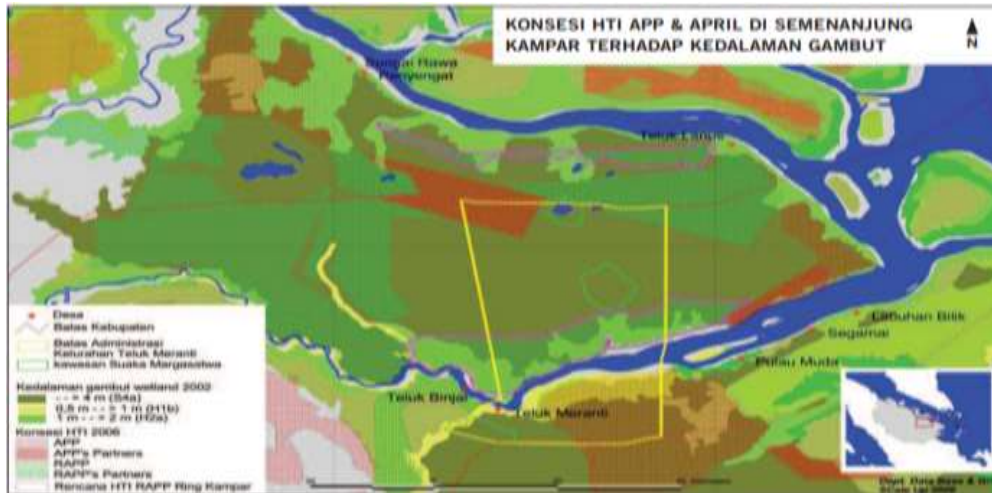 KONSESI HTI APP & APRIL DI SEMENANJUNG
KAMPAR TERHADAP KEDALAMAN GAMBUT
N
Sungai Rawa
Penyengat
Teluk Lanus
Labuhan Bilik
Segamai
Pulau Muda
Teluk Binjai
Teluk Meranti
Desa
Batas Kabupaten
Batas Administrasi
Kelurahan Teluk Meranti
kawasan Suaka Margasatwa
Kedalaman gambut wetland 2002
- - = 4 m (S4a)
0,5 m - - = 1 m (H1b)
1 m - - = 2 m (H2a)
Konsesi HTI 2006
APP
APP's Partners
RAPP
RAPP's Partners
Rencana HTI RAPP Ring Kampar